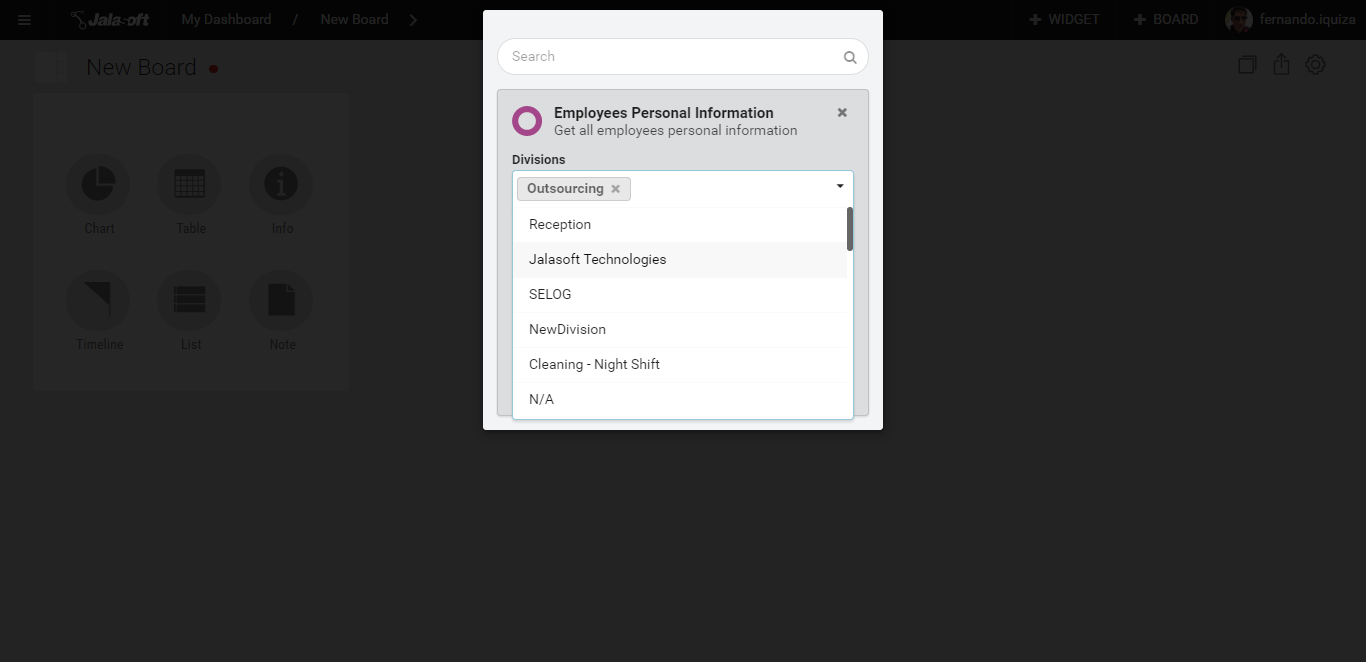 Jalasoft My Dashboard / New Board
+ WIDGET + BOARD fernando.iquiza
New Board
Chart Table Info
Timeline List Note
Search
Employees Personal Information
Get all employees personal information
Divisions
Outsourcing
Reception
Jalasoft Technologies
SELOG
NewDivision
Cleaning - Night Shift
N/A